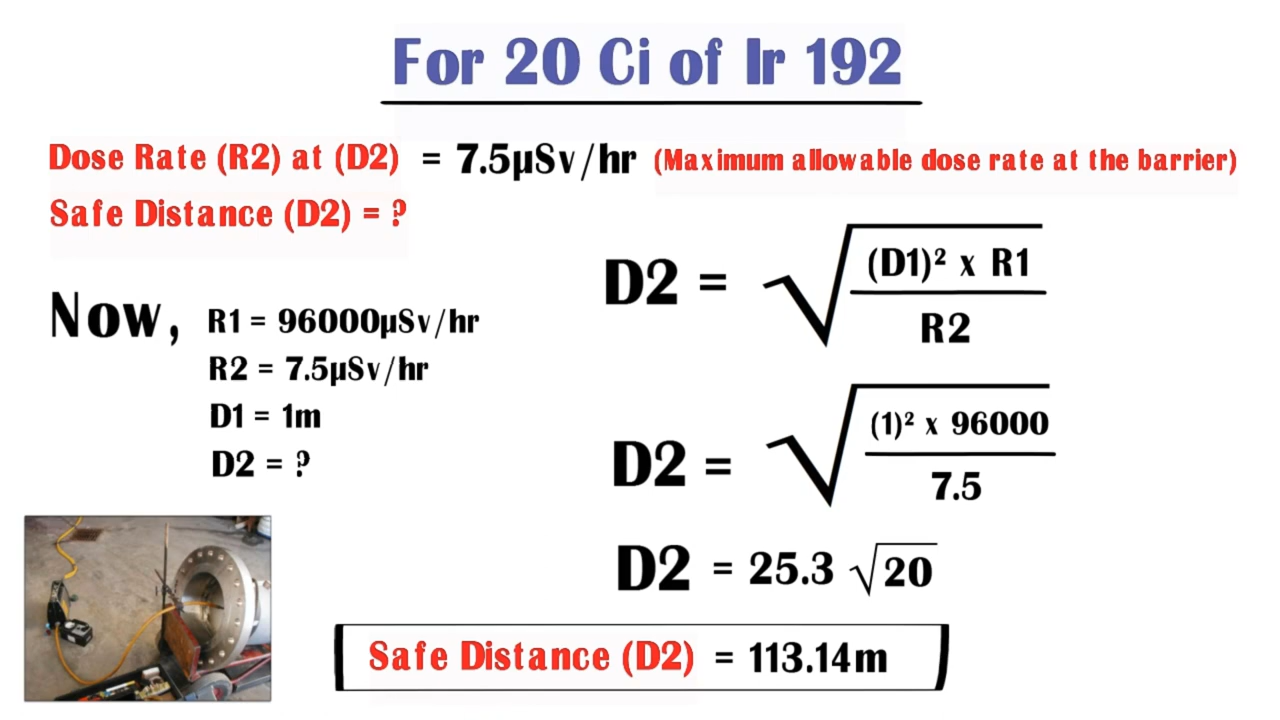 For 20 Ci of Ir 192
Dose Rate (R2) at (D2) = 7.5µSv/hr (Maximum allowable dose rate at the barrier)
Safe Distance (D2) = ?
Now, R1 = 96000µSv/hr
R2 = 7.5µSv/hr
D1 = 1m
D2 = ?
D2 = √((D1)² x R1 / R2)
D2 = √((1)² x 96000 / 7.5)
D2 = 25.3 √20
Safe Distance (D2) = 113.14m